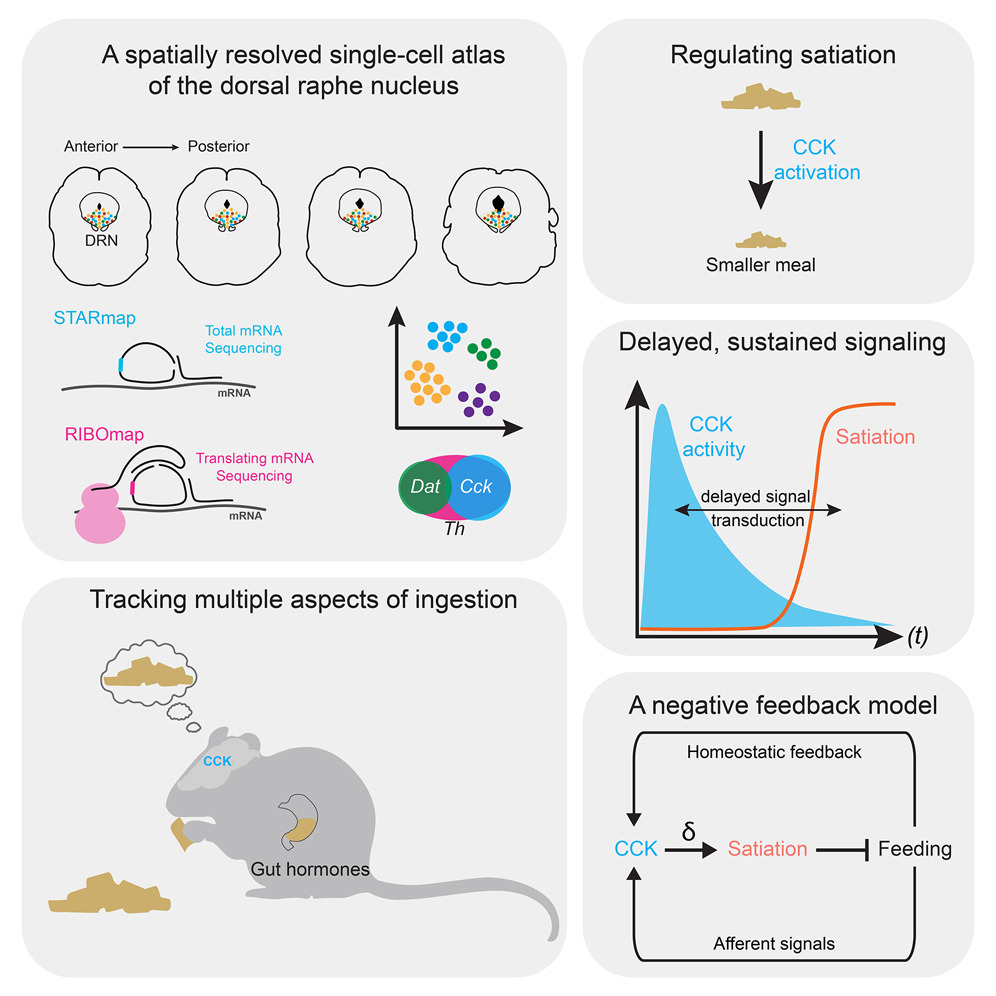 A spatially resolved single-cell atlas
of the dorsal raphe nucleus
Anterior
Posterior
DRN
STARmap
Total mRNA
Sequencing
mRNA
RIBOmap
Translating mRNA
Sequencing
mRNA
Dat
Cck
Th
Tracking multiple aspects of ingestion
CCK
Gut hormones
Regulating satiation
CCK
activation
Smaller meal
Delayed, sustained signaling
CCK
activity
Satiation
delayed signal
transduction
(t)
A negative feedback model
Homeostatic feedback
CCK
δ
Satiation
Feeding
Afferent signals